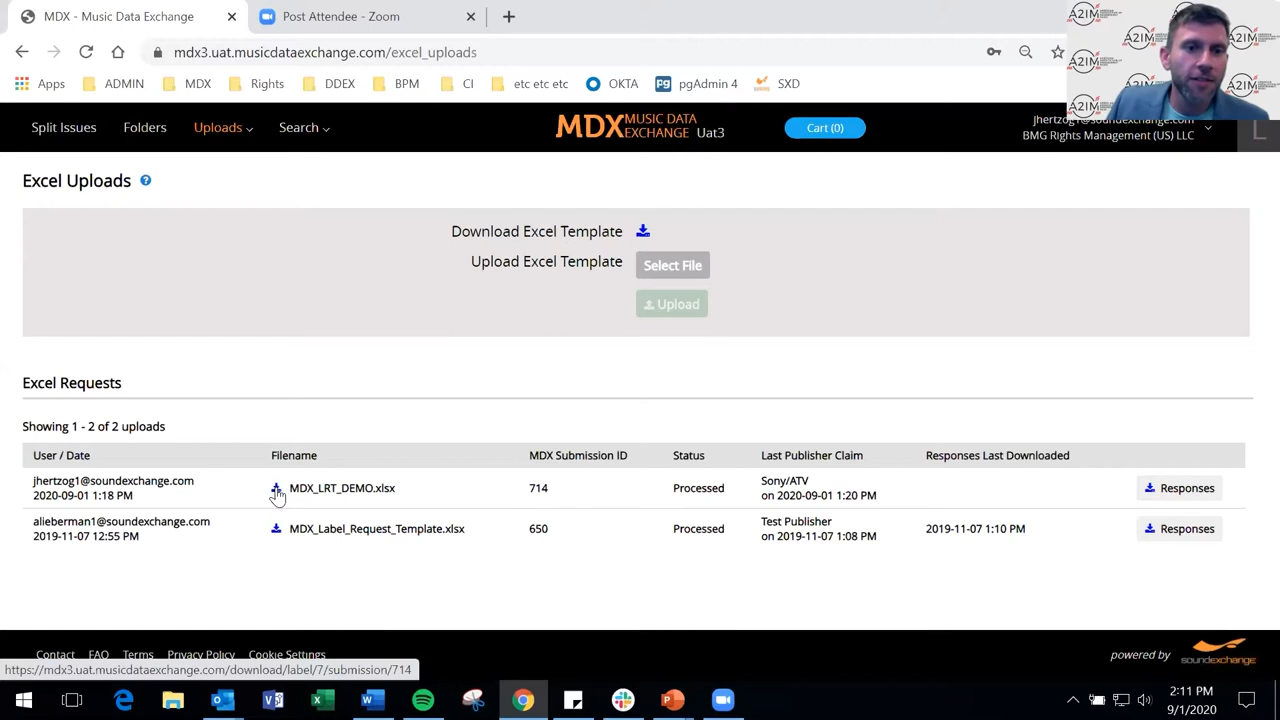 MDX - Music Data Exchange
Post Attendee - Zoom
mdx3.uat.musicdataexchange.com/excel_uploads
Apps ADMIN MDX Rights DDEX RPM CI etc etc etc OKTA pgAdmin 4 SXD
A2IM
Split Issues Folders Uploads Search
MDX MUSIC DATA EXCHANGE Uat3
Cart (0)
jhertzog1@soundexchange.com
BMG Rights Management (US) LLC
L
Excel Uploads
Download Excel Template
Upload Excel Template Select File
Upload
Excel Requests
Showing 1 - 2 of 2 uploads
User / Date Filename MDX Submission ID Status Last Publisher Claim Responses Last Downloaded
jhertzog1@soundexchange.com
2020-09-01 1:18 PM
MDX_LRT_DEMO.xlsx 714 Processed
Sony/ATV
on 2020-09-01 1:20 PM
Responses
alieberman1@soundexchange.com
2019-11-07 12:55 PM
MDX_Label_Request_Template.xlsx 650 Processed
Test Publisher
on 2019-11-07 1:08 PM
2019-11-07 1:10 PM Responses
Contact FAQ Terms Privacy Policy Cookie Settings
powered by soundexchange
https://mdx3.uat.musicdataexchange.com/download/label/7/submission/714
2:11 PM
9/1/2020